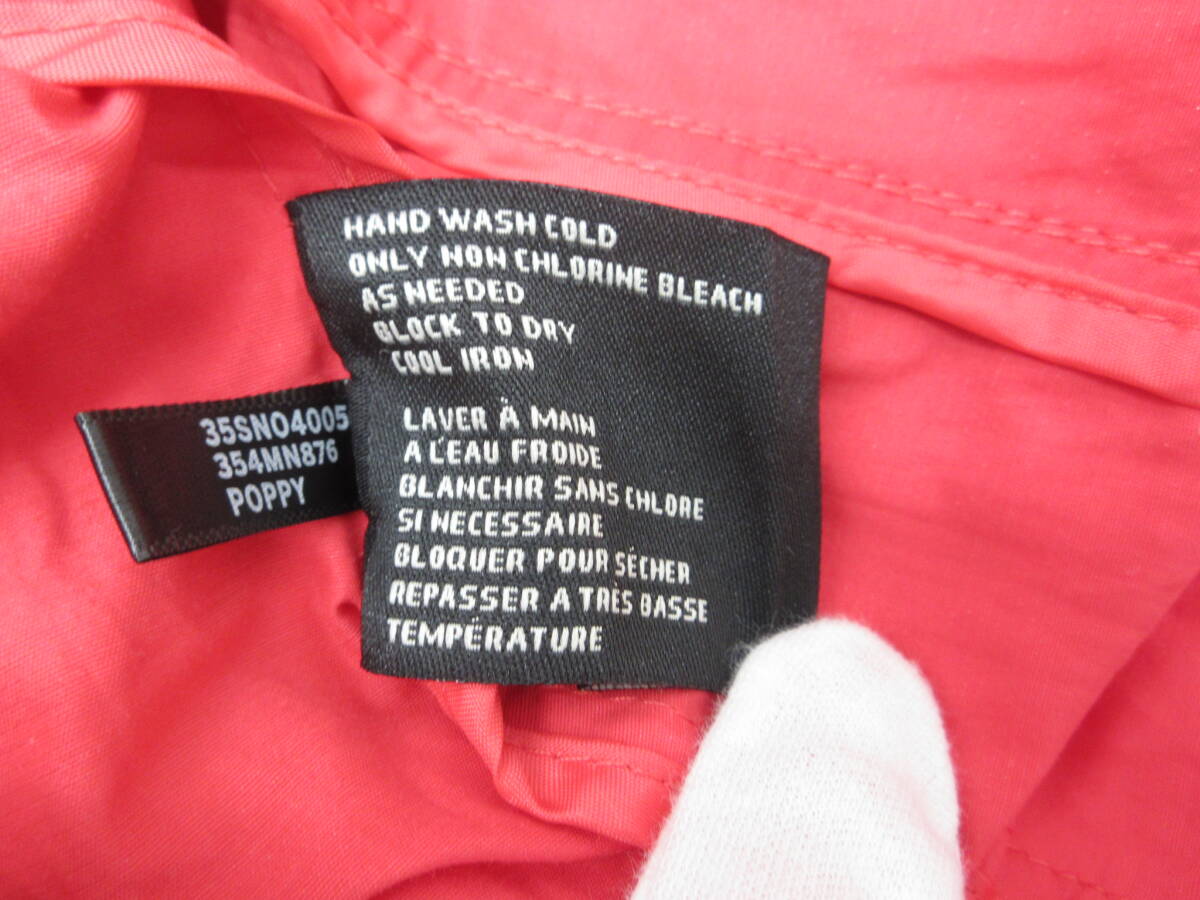 HAND WASH COLD
ONLY NON CHLORINE BLEACH
AS NEEDED
BLOCK TO DRY
COOL IRON
LAVER À MAIN
A L'EAU FROIDE
BLANCHIR SANS CHLORE
SI NECESSAIRE
BLOQUER POUR SÉCHER
REPASSER A TRÈS BASSE
TEMPÉRATURE
35SNO4005
354MN876
POPPY